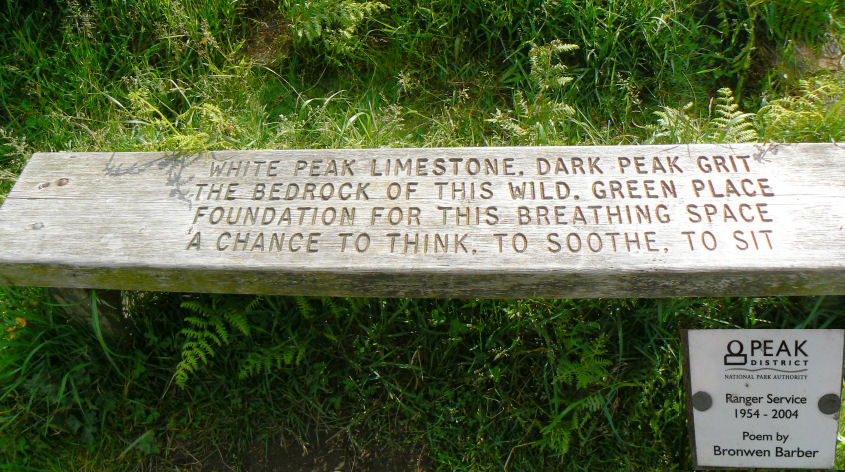 WHITE PEAK LIMESTONE. DARK PEAK GRIT
THE BEDROCK OF THIS WILD. GREEN PLACE
FOUNDATION FOR THIS BREATHING SPACE
A CHANCE TO THINK, TO SOOTHE, TO SIT
PEAK
DISTRICT
NATIONAL PARK AUTHORITY
Ranger Service
1954 - 2004
Poem by
Bronwen Barber